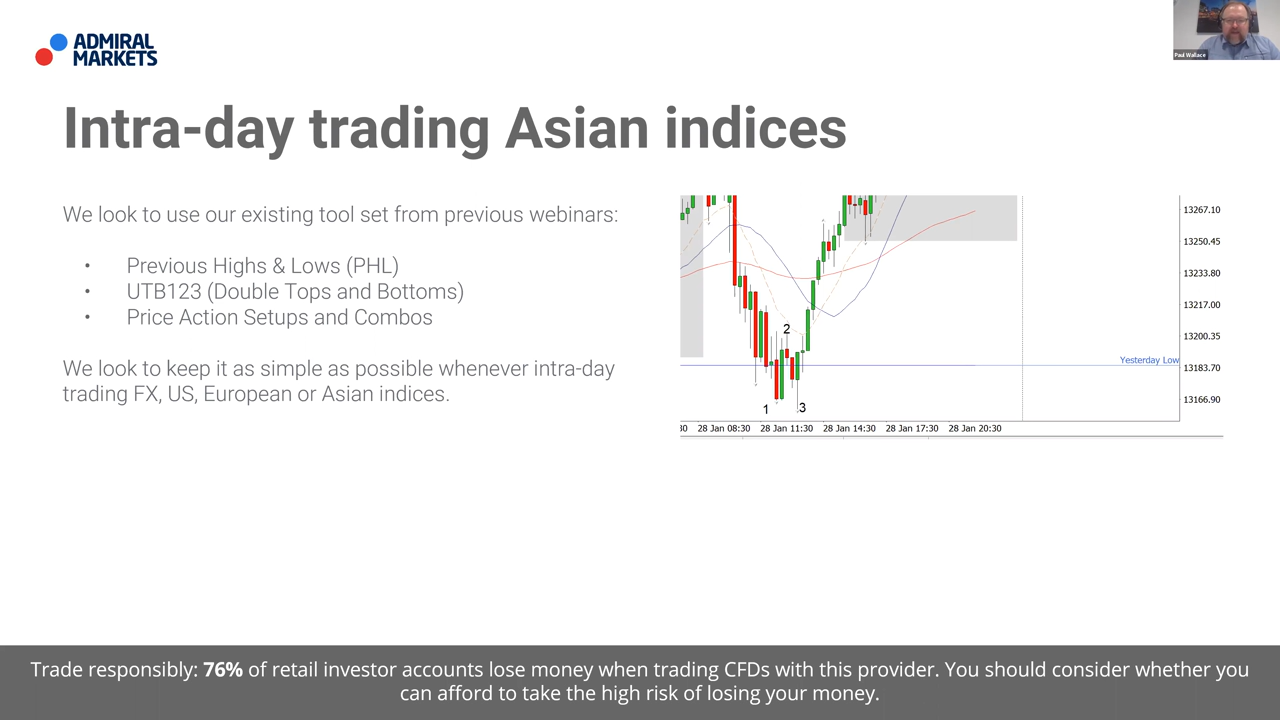 ADMIRAL
MARKETS
Paul Wallace
Intra-day trading Asian indices
We look to use our existing tool set from previous webinars:
• Previous Highs & Lows (PHL)
• UTB123 (Double Tops and Bottoms)
• Price Action Setups and Combos
We look to keep it as simple as possible whenever intra-day
trading FX, US, European or Asian indices.
13267.10
13250.45
13233.80
13217.00
2
13200.35
Yesterday Low
13183.70
13166.90
1
3
30
28 Jan 08:30
28 Jan 11:30
28 Jan 14:30
28 Jan 17:30
28 Jan 20:30
Trade responsibly: 76% of retail investor accounts lose money when trading CFDs with this provider. You should consider whether you
can afford to take the high risk of losing your money.